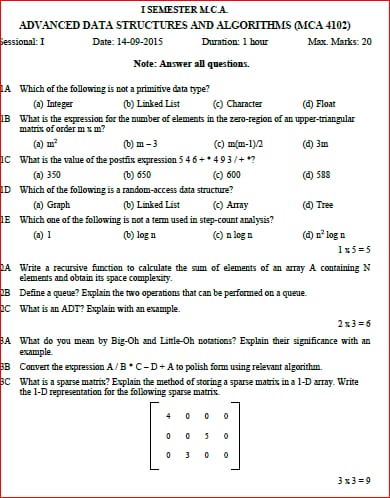 I SEMESTER M.C.A.
ADVANCED DATA STRUCTURES AND ALGORITHMS (MCA 4102)
Sessional: I Date: 14-09-2015 Duration: 1 hour Max. Marks: 20
Note: Answer all questions.
1A Which of the following is not a primitive data type?
(a) Integer (b) Linked List (c) Character (d) Float
1B What is the expression for the number of elements in the zero-region of an upper-triangular
matrix of order m x m?
(a) m² (b) m – 3 (c) m(m-1)/2 (d) 3m
1C What is the value of the postfix expression 5 4 6 + * 4 9 3 / + *?
(a) 350 (b) 650 (c) 600 (d) 588
1D Which of the following is a random-access data structure?
(a) Graph (b) Linked List (c) Array (d) Tree
1E Which one of the following is not a term used in step-count analysis?
(a) 1 (b) log n (c) n log n (d) n² log n
1 x 5 = 5
2A Write a recursive function to calculate the sum of elements of an array A containing N
elements and obtain its space complexity.
2B Define a queue? Explain the two operations that can be performed on a queue.
2C What is an ADT? Explain with an example.
2 x 3 = 6
3A What do you mean by Big-Oh and Little-Oh notations? Explain their significance with an
example.
3B Convert the expression A / B * C – D + A to polish form using relevant algorithm.
3C What is a sparse matrix? Explain the method of storing a sparse matrix in a 1-D array. Write
the 1-D representation for the following sparse matrix.
4 0 0 0
0 0 5 0
0 3 0 0
3 x 3 = 9